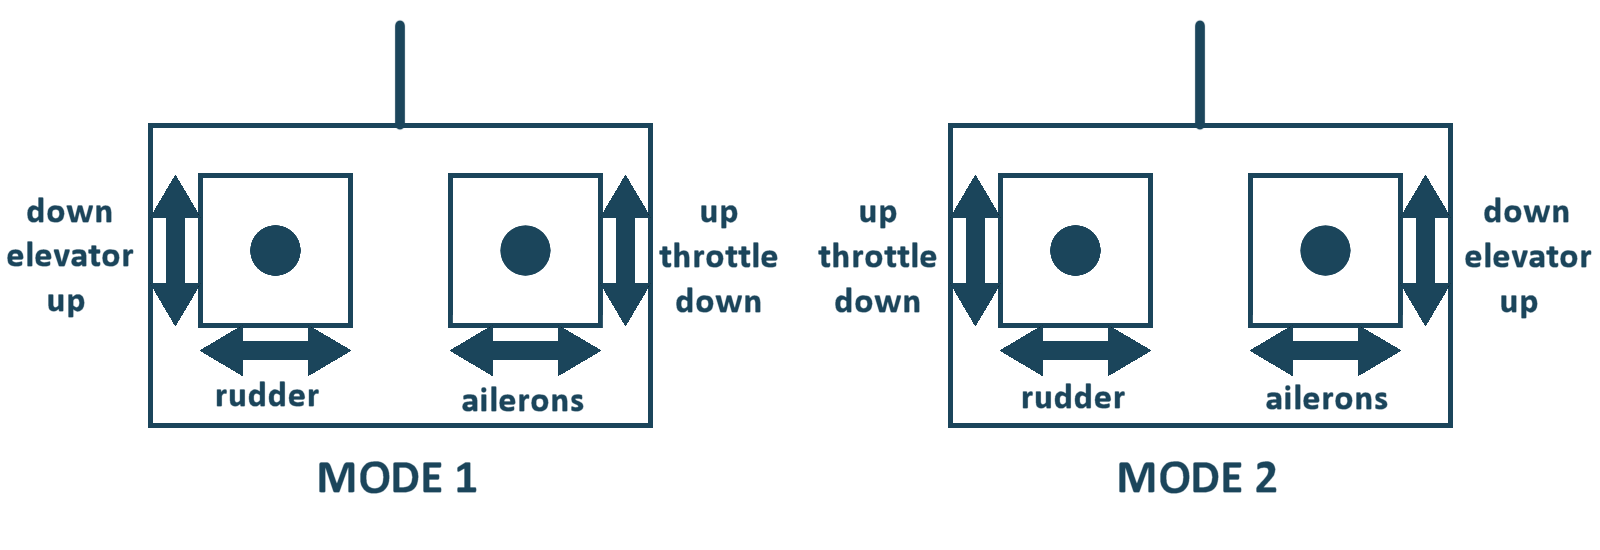 down
elevator
up
rudder
ailerons
up
throttle
down
MODE 1
up
throttle
down
rudder
ailerons
down
elevator
up
MODE 2